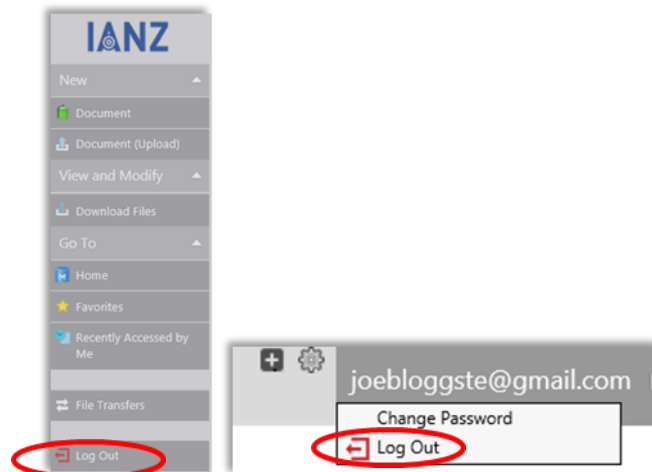 IANZ
New
Document
Document (Upload)
View and Modify
Download Files
Go To
Home
Favorites
Recently Accessed by
Me
File Transfers
Log Out
joebloggste@gmail.com
Change Password
Log Out